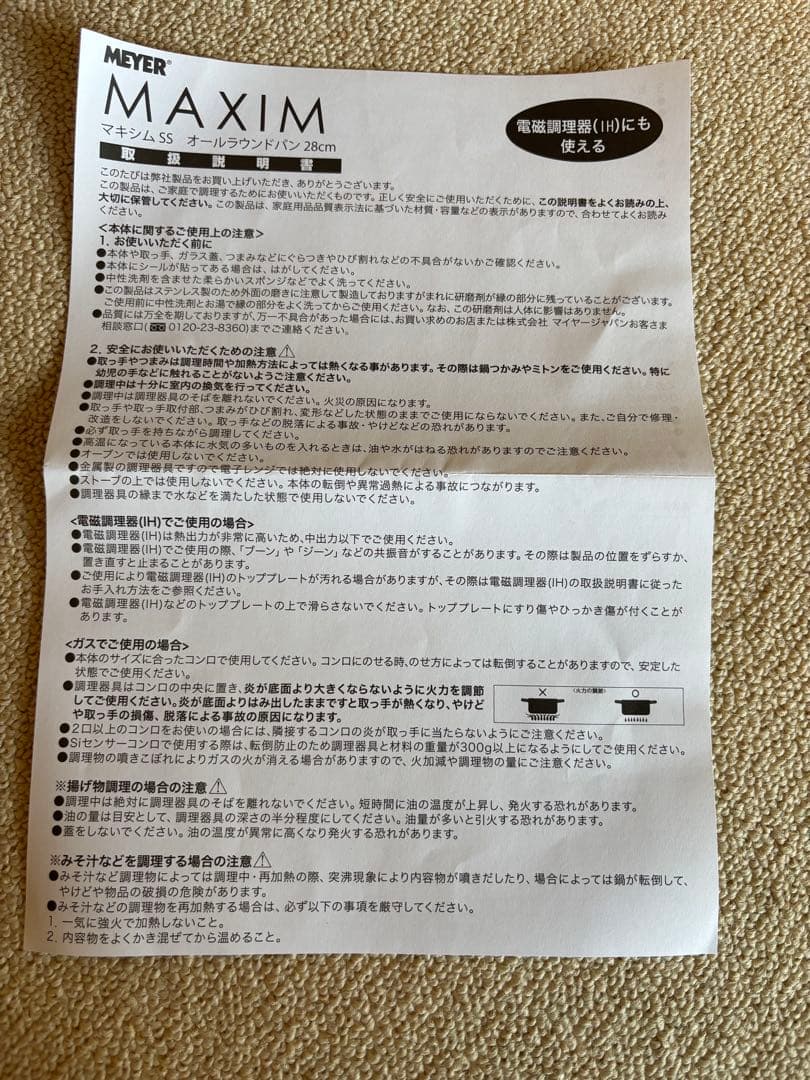 MEYER®
MAXIM
マキシム SS オールラウンドパン 28cm
取扱説明書
電磁調理器(IH)にも
使える
このたびは弊社製品をお買い上げいただき、ありがとうございます。
この製品は、ご家庭で調理するためにお使いいただくものです。正しく安全にご使用いただくために、この説明書をよくお読みの上、
大切に保管してください。この製品は、家庭用品品質表示法に基づいた材質・容量などの表示がありますので、合わせてよくお読み
ください。
<本体に関するご使用上の注意>
1. お使いいただく前に
●本体や取っ手、ガラス蓋、つまみなどにぐらつきやひび割れなどの不具合がないかご確認ください。
●本体にシールが貼ってある場合は、はがしてください。
●中性洗剤を含ませた柔らかいスポンジなどでよく洗ってください。
●この製品はステンレス製のため外面の磨きに注意して製造しておりますがまれに研磨剤が縁の部分に残っていることがございます。
ご使用前に中性洗剤とお湯で縁の部分をよく洗ってからご使用ください。なお、この研磨剤は人体に影響はありません。
●品質には万全を期しておりますが、万一不具合があった場合には、お買い求めのお店または株式会社 マイヤージャパンお客さま
相談窓口(0120-23-8360)までご連絡ください。
2. 安全にお使いいただくための注意⚠
●取っ手やつまみは調理時間や加熱方法によっては熱くなる事があります。その際は鍋つかみやミトンをご使用ください。特に
幼児の手などに触れることがないようご注意ください。
●調理中は十分に室内の換気を行ってください。
●調理中は調理器具のそばを離れないでください。火災の原因になります。
●取っ手や取っ手取付部、つまみがひび割れ、変形などした状態のままでご使用にならないでください。また、ご自分で修理・
改造をしないでください。取っ手などの脱落による事故・やけどなどの恐れがあります。
●必ず取っ手を持ちながら調理してください。
●高温になっている本体に水気の多いものを入れるときは、油や水がはねる恐れがありますのでご注意ください。
●オーブンでは使用しないでください。
●金属製の調理器具ですので電子レンジでは絶対に使用しないでください。
●ストーブの上では使用しないでください。本体の転倒や異常過熱による事故につながります。
●調理器具の縁まで水などを満たした状態で使用しないでください。
<電磁調理器(IH)でご使用の場合>
●電磁調理器(IH)は熱出力が非常に高いため、中出力以下でご使用ください。
●電磁調理器(IH)でご使用の際、「ブーン」や「ジーン」などの共振音がすることがあります。その際は製品の位置をずらすか、
置き直すと止まることがあります。
●ご使用により電磁調理器(IH)のトッププレートが汚れる場合がありますが、その際は電磁調理器(IH)の取扱説明書に従った
お手入れ方法をご参照ください。
●電磁調理器(IH)などのトッププレートの上で滑らさないでください。トッププレートにすり傷やひっかき傷が付くことが
あります。
<ガスでご使用の場合>
●本体のサイズに合ったコンロで使用してください。コンロにのせる時、のせ方によっては転倒することがありますので、安定した
状態でご使用ください。
●調理器具はコンロの中央に置き、炎が底面より大きくならないように火力を調節
してご使用ください。炎が底面よりはみ出したままですと取っ手が熱くなり、やけど
や取っ手の損傷、脱落による事故の原因になります。
× <火力の調節> ○
●2口以上のコンロをお使いの場合には、隣接するコンロの炎が取っ手に当たらないようにご注意ください。
●Siセンサーコンロで使用する際は、転倒防止のため調理器具と材料の重量が300g以上になるようにしてご使用ください。
●調理物の噴きこぼれによりガスの火が消える場合がありますので、火加減や調理物の量にご注意ください。
※揚げ物調理の場合の注意⚠
●調理中は絶対に調理器具のそばを離れないでください。短時間に油の温度が上昇し、発火する恐れがあります。
●油の量は目安として、調理器具の深さの半分程度にしてください。油量が多いと引火する恐れがあります。
●蓋をしないでください。油の温度が異常に高くなり発火する恐れがあります。
※みそ汁などを調理する場合の注意⚠
●みそ汁など調理物によっては調理中・再加熱の際、突沸現象により内容物が噴きだしたり、場合によっては鍋が転倒して、
やけどや物品の破損の危険があります。
●みそ汁などの調理物を再加熱する場合は、必ず以下の事項を厳守してください。
1. 一気に強火で加熱しないこと。
2. 内容物をよくかき混ぜてから温めること。